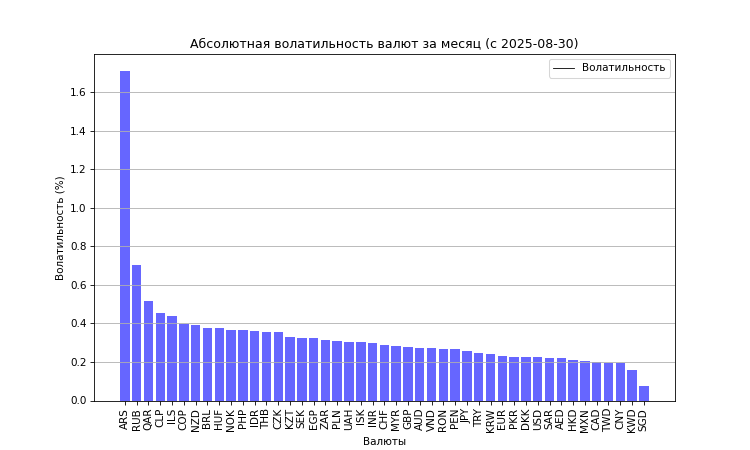 Абсолютная волатильность валют за месяц (с 2025-08-30)
Волатильность
Волатильность (%)
1.6
1.4
1.2
1.0
0.8
0.6
0.4
0.2
0.0
ARS RUB QAR CLP ILS COP NZD BRL HUF NOK PHP IDR THB CZK KZT SEK EGP ZAR PLN UAH ISK INR CHF MYR GBP AUD VND RON PEN JPY TRY KRW EUR PKR DKK USD SAR AED HKD MXN CAD TWD CNY KWD SGD
Валюты